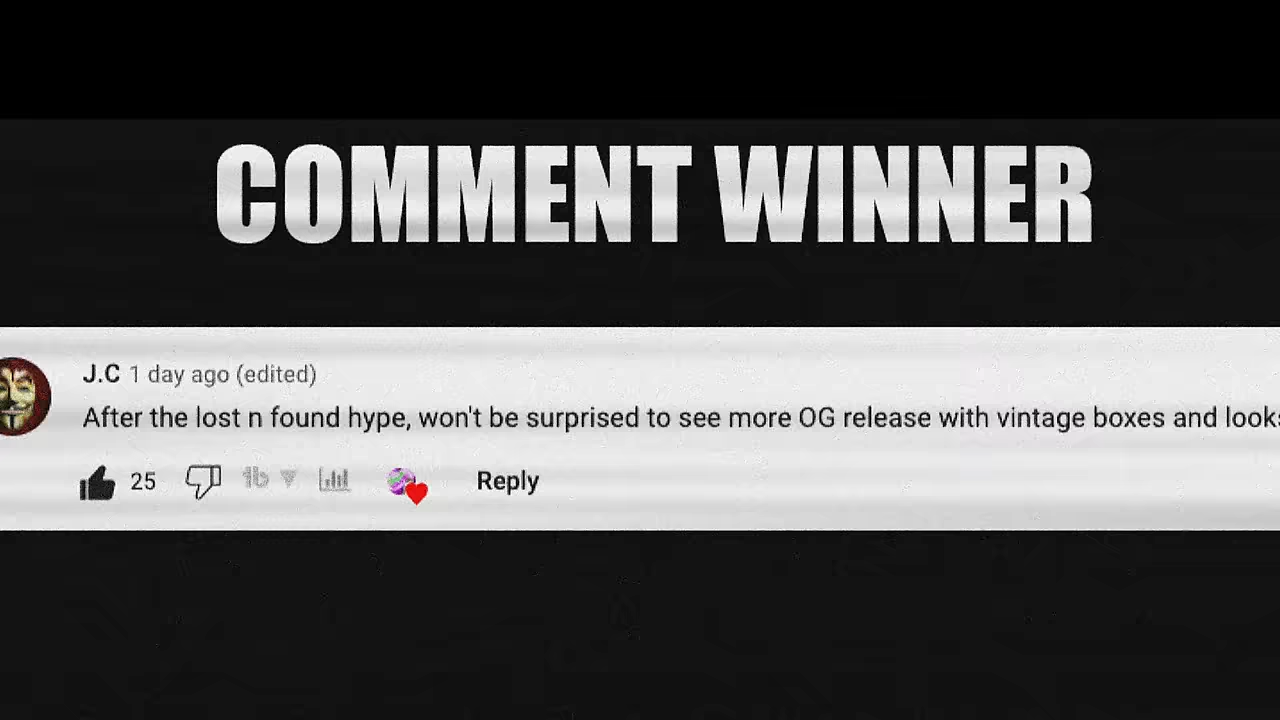 COMMENT WINNER
J.C 1 day ago (edited)
After the lost n found hype, won't be surprised to see more OG release with vintage boxes and looks
25 Reply